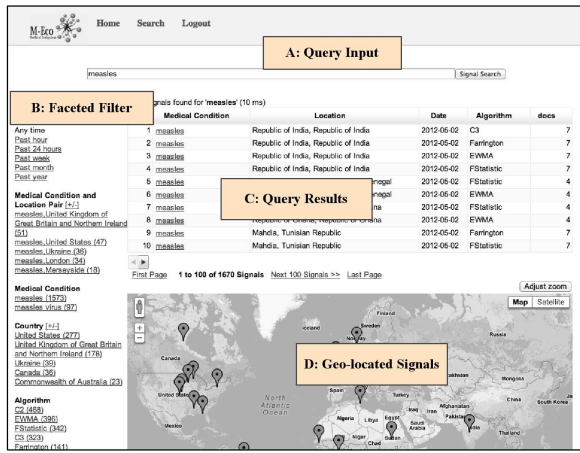 M-Eco
Home Search Logout
A: Query Input
measles Signal Search
B: Faceted Filter
signals found for 'measles' (10 ms)
Medical Condition Location Date Algorithm docs
1 measles Republic of India, Republic of India 2012-05-02 C3 7
2 measles Republic of India, Republic of India 2012-05-02 Farrington 7
3 measles Republic of India, Republic of India 2012-05-02 EWMA 7
4 measles Republic of India, Republic of India 2012-05-02 FStatistic 7
5 measles 2012-05-02 FStatistic 4
6 measles 2012-05-02 EWMA 4
7 measles 2012-05-02 FStatistic 4
8 measles 2012-05-02 EWMA 4
9 measles Mahdia, Tunisian Republic 2012-05-02 Farrington 4
10 measles Mahdia, Tunisian Republic 2012-05-02 FStatistic 4
C: Query Results
First Page 1 to 100 of 1670 Signals Next 100 Signals >> Last Page
Adjust zoom
Any time
Past hour
Past 24 hours
Past week
Past month
Past year
Medical Condition and
Location Pair [+/-]
measles,United Kingdom of
Great Britain and Northern Ireland
(51)
measles,United States (47)
measles,Ukraine (36)
measles,London (34)
measles,Merseyside (18)
Medical Condition
measles (1573)
measles virus (97)
Country [+/-]
United States (277)
United Kingdom of Great Britain
and Northern Ireland (178)
Ukraine (39)
Canada (36)
Commonwealth of Australia (23)
Algorithm
C2 (468)
EWMA (396)
FStatistic (342)
C3 (323)
Farrington (141)
Map Satellite
D: Geo-located Signals
Finland
Iceland
Sweden
Norway
Russia
Canada
Mongolia
United States
Spain
Turkey
China
South Korea
North
Atlantic
Ocean
Iraq
Iran
Afghanistan
Algeria
Libya
Egypt
Saudi
Arabia
Mexico
Niger
Chad
Sudan
Thailand